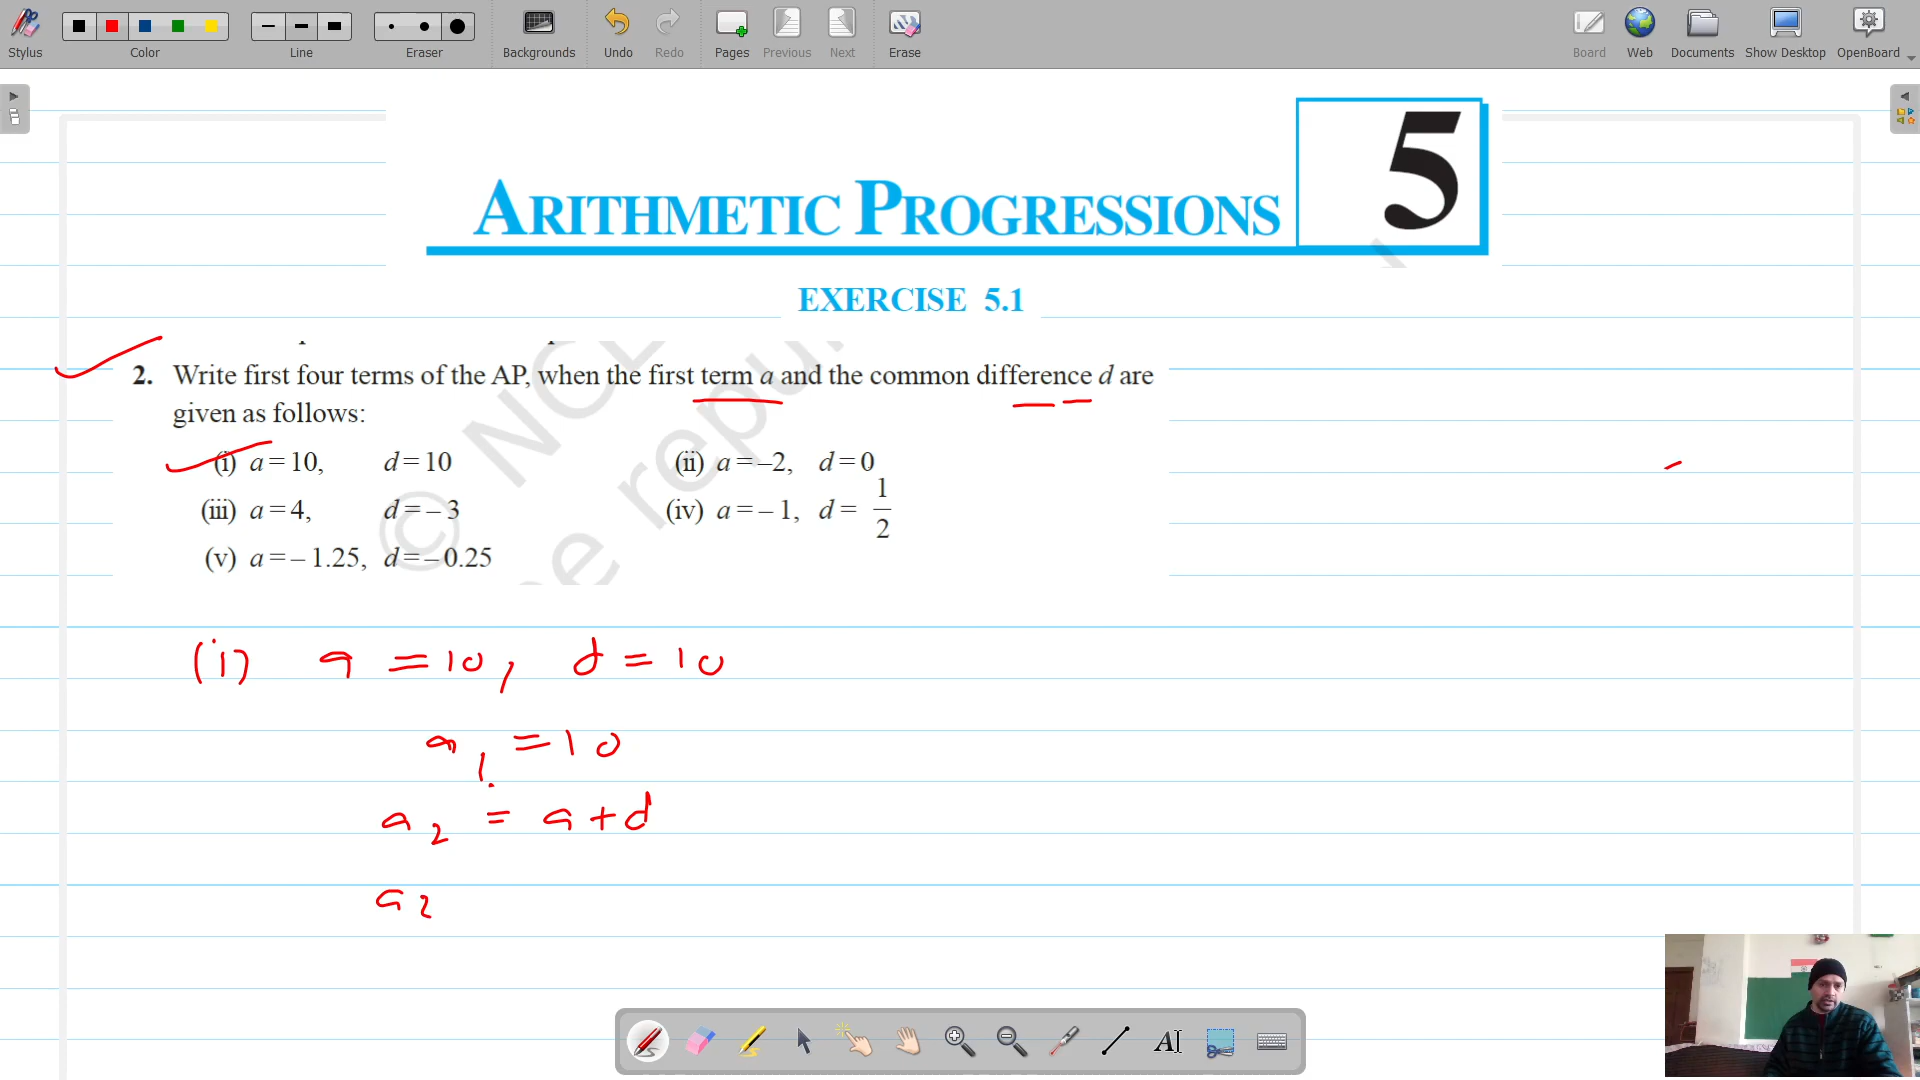 Stylus Color Line Eraser Backgrounds Undo Redo Pages Previous Next Erase Board Web Documents Show Desktop OpenBoard
5
ARITHMETIC PROGRESSIONS
EXERCISE 5.1
2. Write first four terms of the AP, when the first term a and the common difference d are
given as follows:
(i) a = 10, d = 10 (ii) a = –2, d = 0
(iii) a = 4, d = – 3 (iv) a = – 1, d = 1/2
(v) a = – 1.25, d = – 0.25
(i) a = 10, d = 10
a1 = 10
a2 = a + d
a2